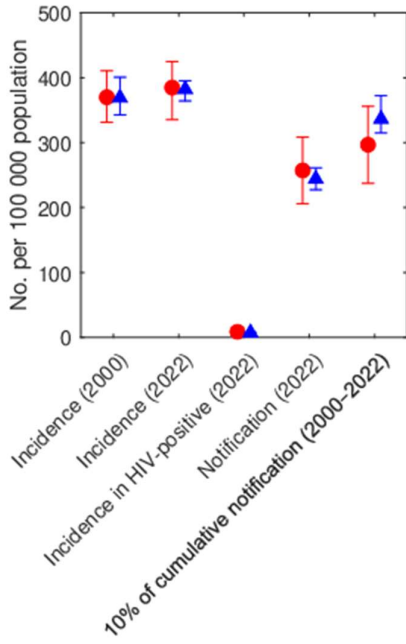 No. per 100 000 population
500
400
300
200
100
0
Incidence (2000)
Incidence (2022)
Incidence in HIV-positive (2022)
Notification (2022)
10% of cumulative notification (2000–2022)